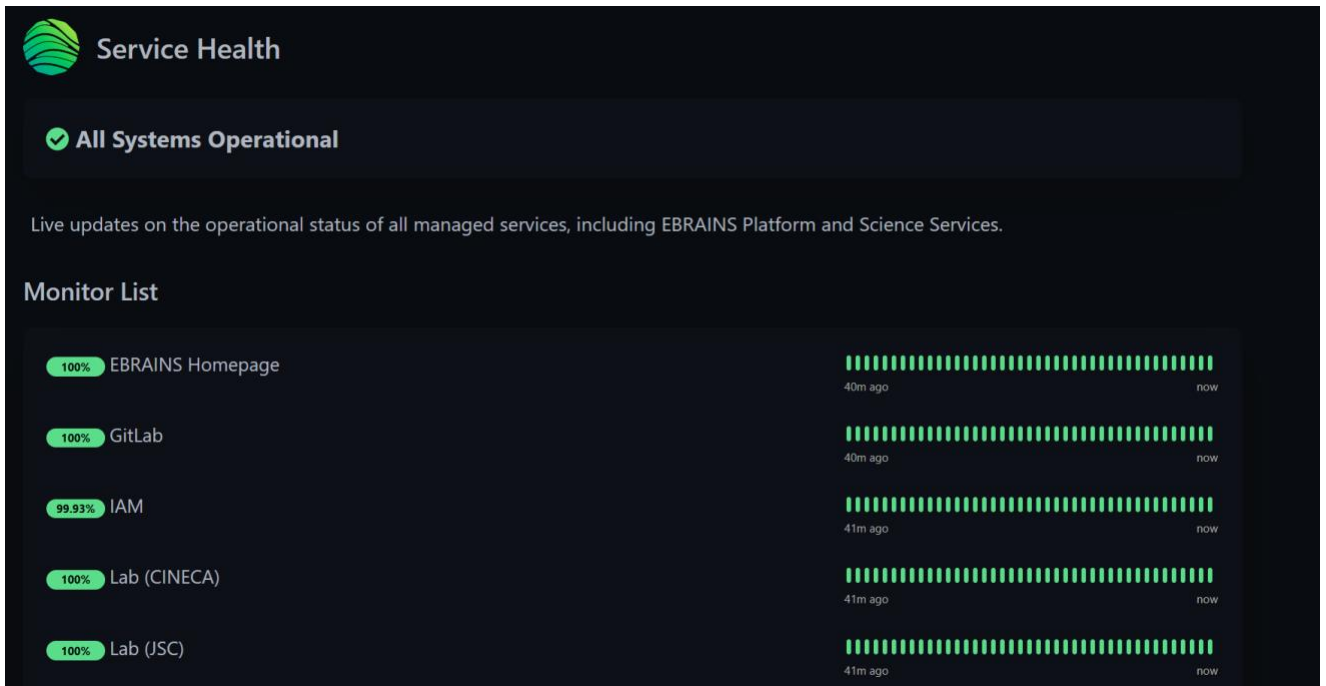 Service Health
All Systems Operational
Live updates on the operational status of all managed services, including EBRAINS Platform and Science Services.
Monitor List
100% EBRAINS Homepage
40m ago now
100% GitLab
40m ago now
99.93% IAM
41m ago now
100% Lab (CINECA)
41m ago now
100% Lab (JSC)
41m ago now